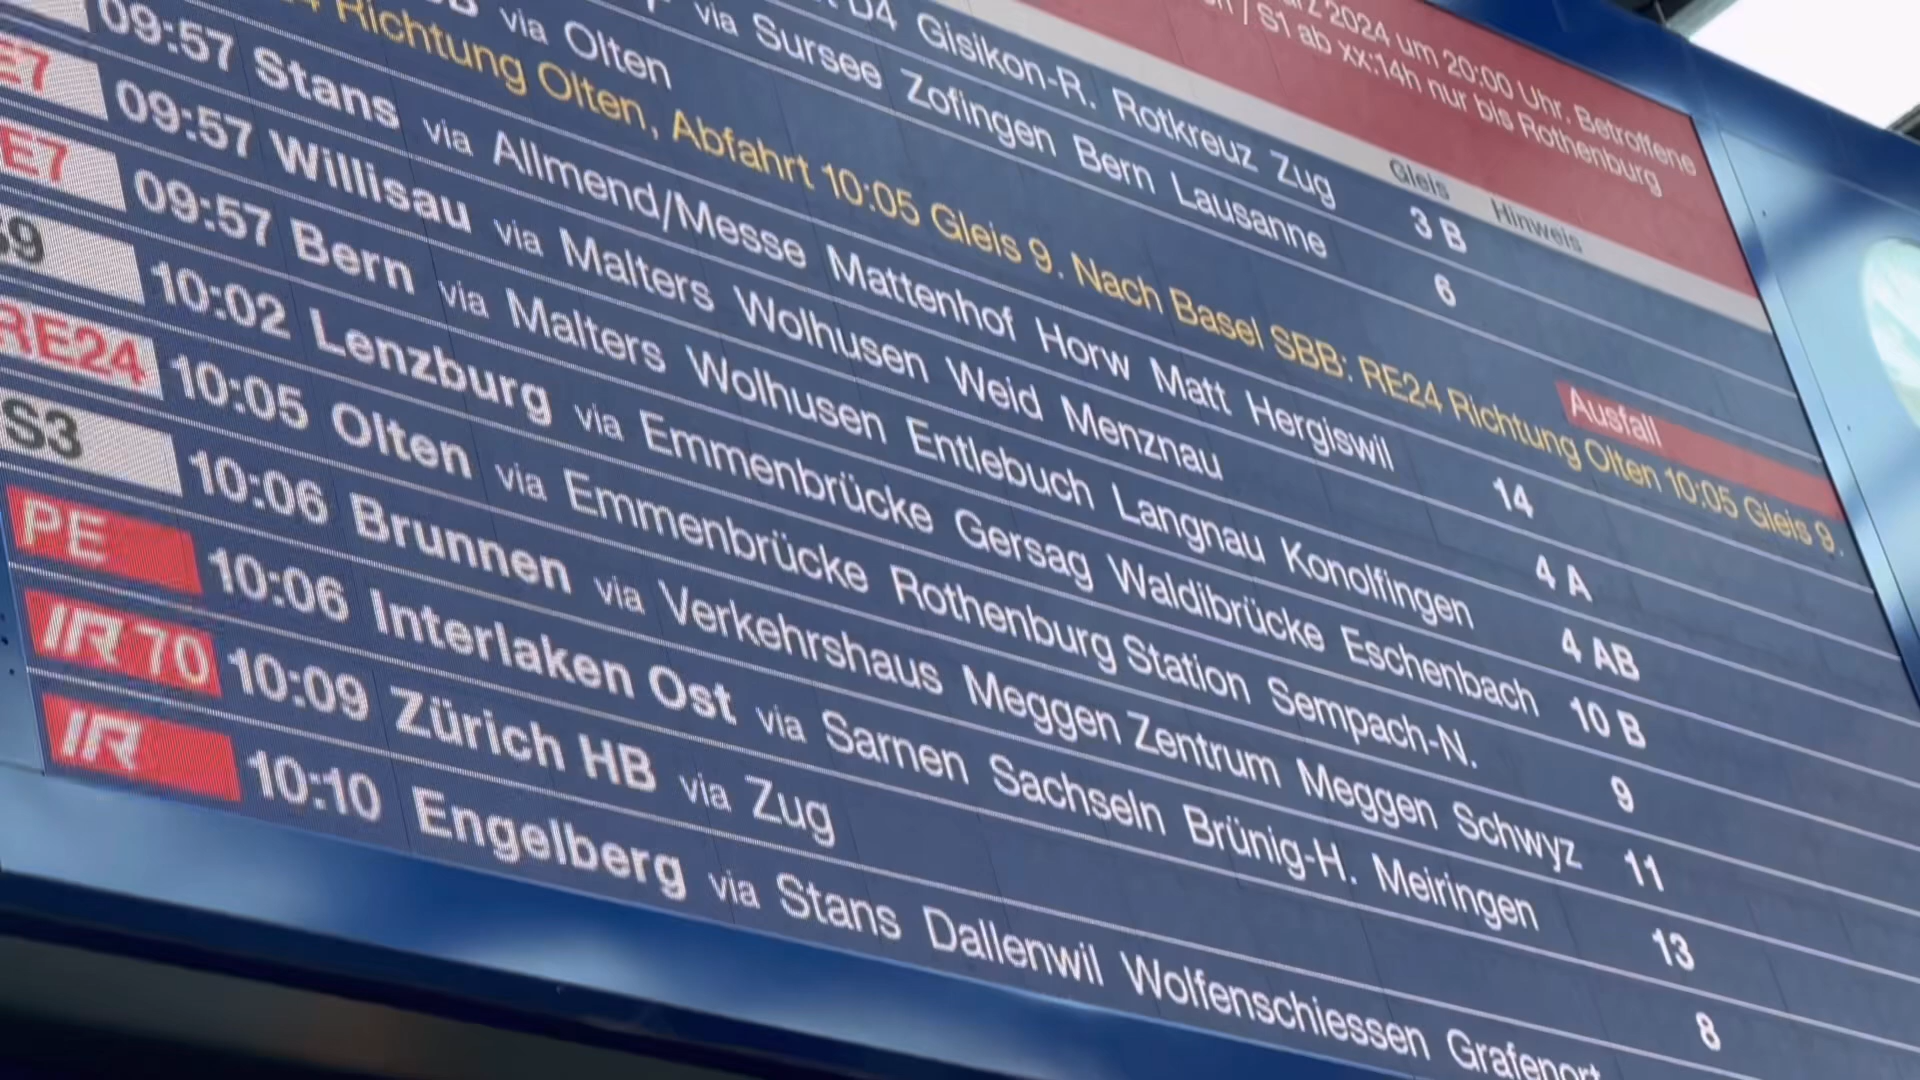 2024 um 20:00 Uhr. Betroffene
/ S1 ab xx:14h nur bis Rothenburg
Gleis Hinweis
Gisikon-R. Rotkreuz Zug 3 B
via Sursee Zofingen Bern Lausanne 6
via Olten Ausfall
Richtung Olten, Abfahrt 10:05 Gleis 9. Nach Basel SBB: RE24 Richtung Olten 10:05 Gleis 9.
09:57 Stans via Allmend/Messe Mattenhof Horw Matt Hergiswil 14
E7 09:57 Willisau via Malters Wolhusen Weid Menznau 4 A
E7 09:57 Bern via Malters Wolhusen Entlebuch Langnau Konolfingen 4 AB
S9 10:02 Lenzburg via Emmenbrücke Gersag Waldibrücke Eschenbach 10 B
RE24 10:05 Olten via Emmenbrücke Rothenburg Station Sempach-N. 9
S3 10:06 Brunnen via Verkehrshaus Meggen Zentrum Meggen Schwyz 11
PE 10:06 Interlaken Ost via Sarnen Sachseln Brünig-H. Meiringen 13
IR 70 10:09 Zürich HB via Zug 8
IR 10:10 Engelberg via Stans Dallenwil Wolfenschiessen Grafenort